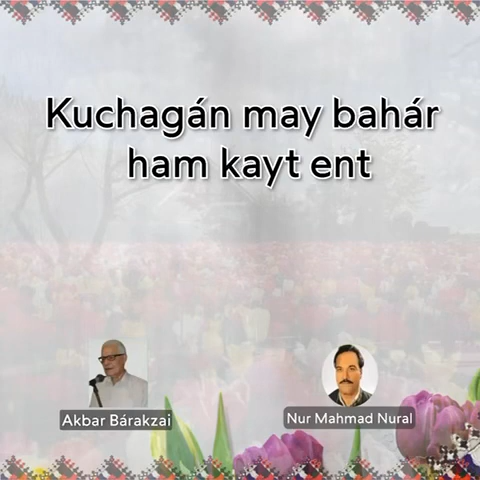 Kuchagán may bahár
ham kayt ent
Akbar Bárakzai
Nur Mahmad Nural